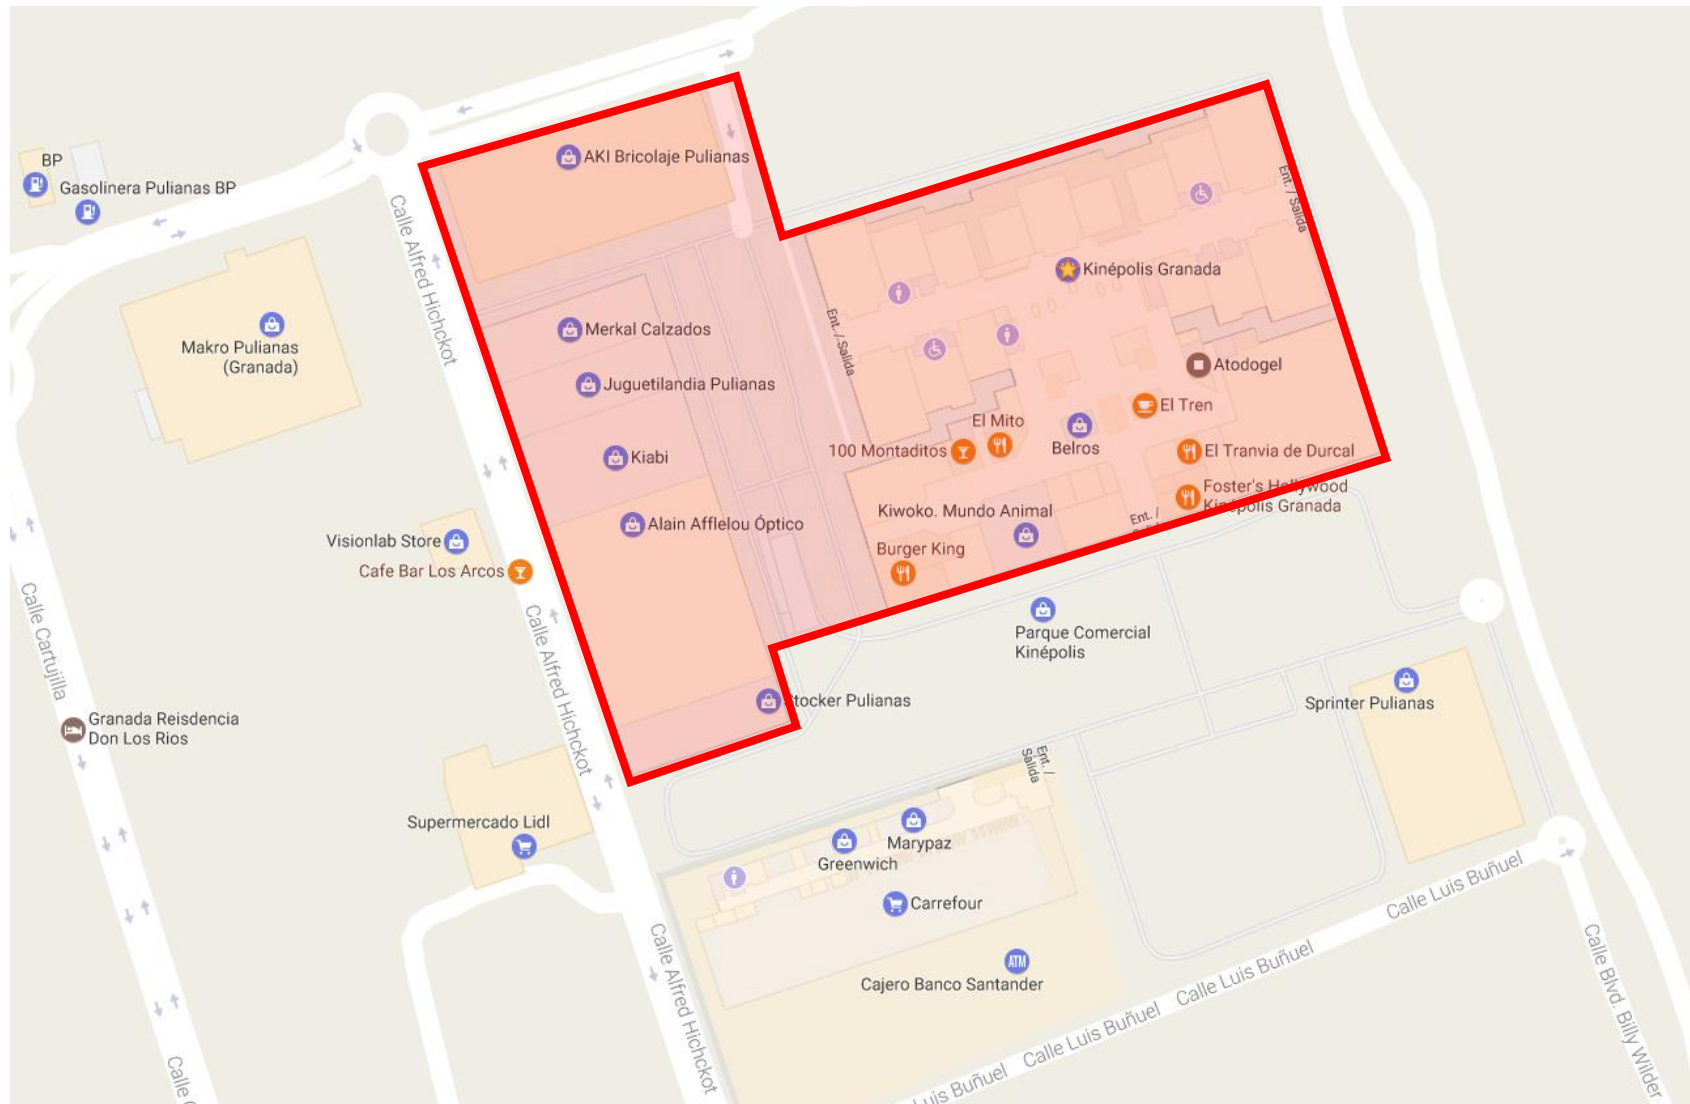 BP
Gasolinera Pulianas BP
AKI Bricolaje Pulianas
Calle Alfred Hichckot
Ent. / Salida
Kinépolis Granada
Makro Pulianas
(Granada)
Merkal Calzados
Ent. / Salida
Juguetilandia Pulianas
Atodogel
El Tren
El Mito
100 Montaditos
Belros
El Tranvia de Durcal
Kiabi
Foster's Hollywood
Kinépolis Granada
Kiwoko. Mundo Animal
Ent. /
Alain Afflelou Óptico
Visionlab Store
Burger King
Cafe Bar Los Arcos
Calle Cartujilla
Calle Alfred Hichckot
Parque Comercial
Kinépolis
Stocker Pulianas
Sprinter Pulianas
Granada Reisdencia
Don Los Rios
Ent. /
Salida
Supermercado Lidl
Marypaz
Greenwich
Carrefour
Calle Luis Buñuel
Calle Alfred Hichckot
ATM
Cajero Banco Santander
Calle Luis Buñuel
Calle Luis Buñuel
Calle Luis Buñuel
Luis Buñuel
Calle Blvd. Billy Wilder
Calle